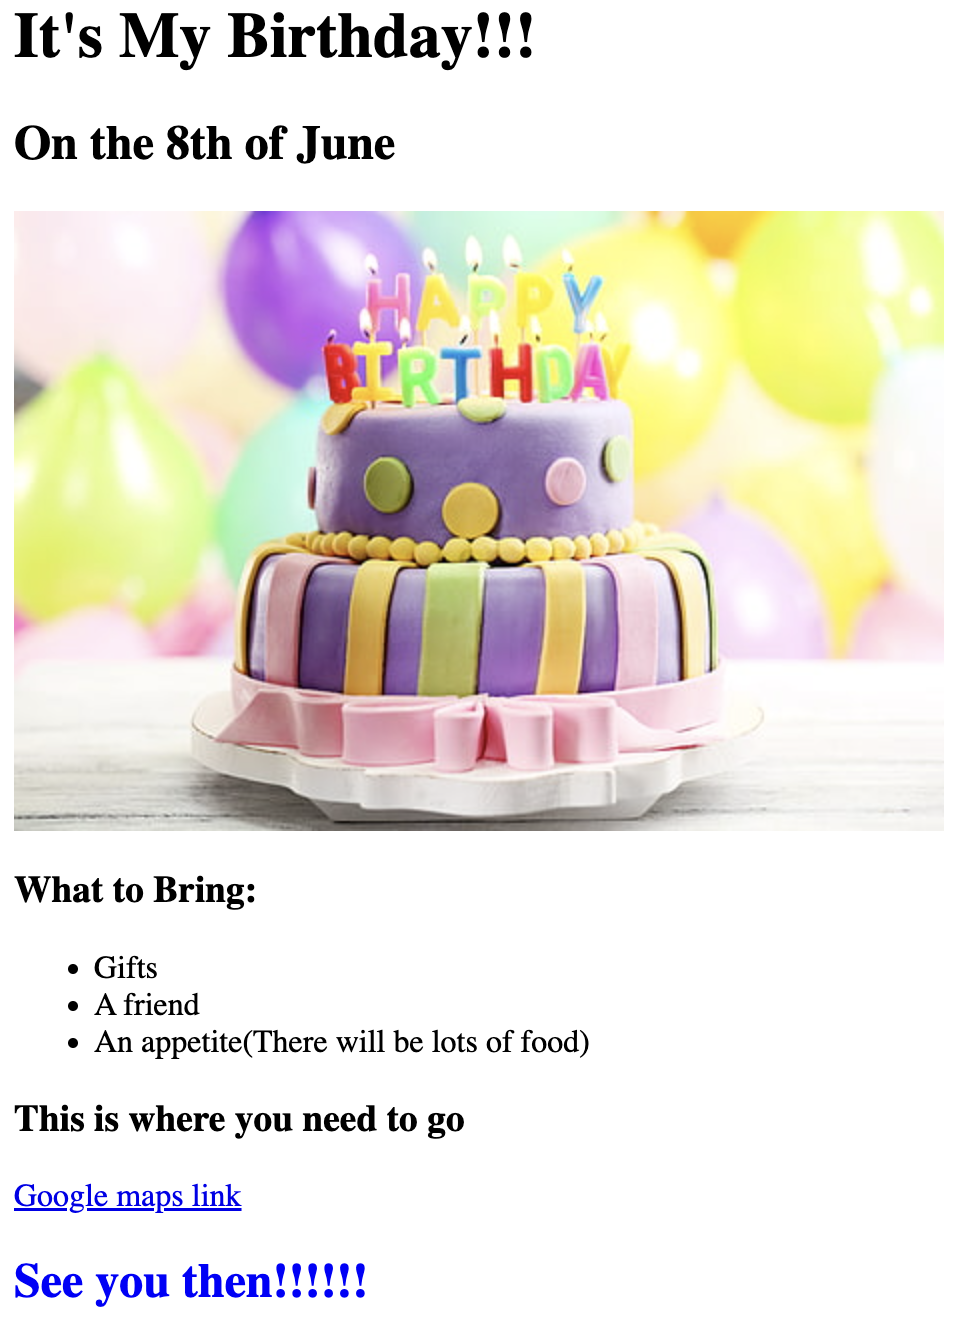 It's My Birthday!!!
On the 8th of June
HAPPY
BIRTHDAY
What to Bring:
Gifts
A friend
An appetite(There will be lots of food)
This is where you need to go
Google maps link
See you then!!!!!!